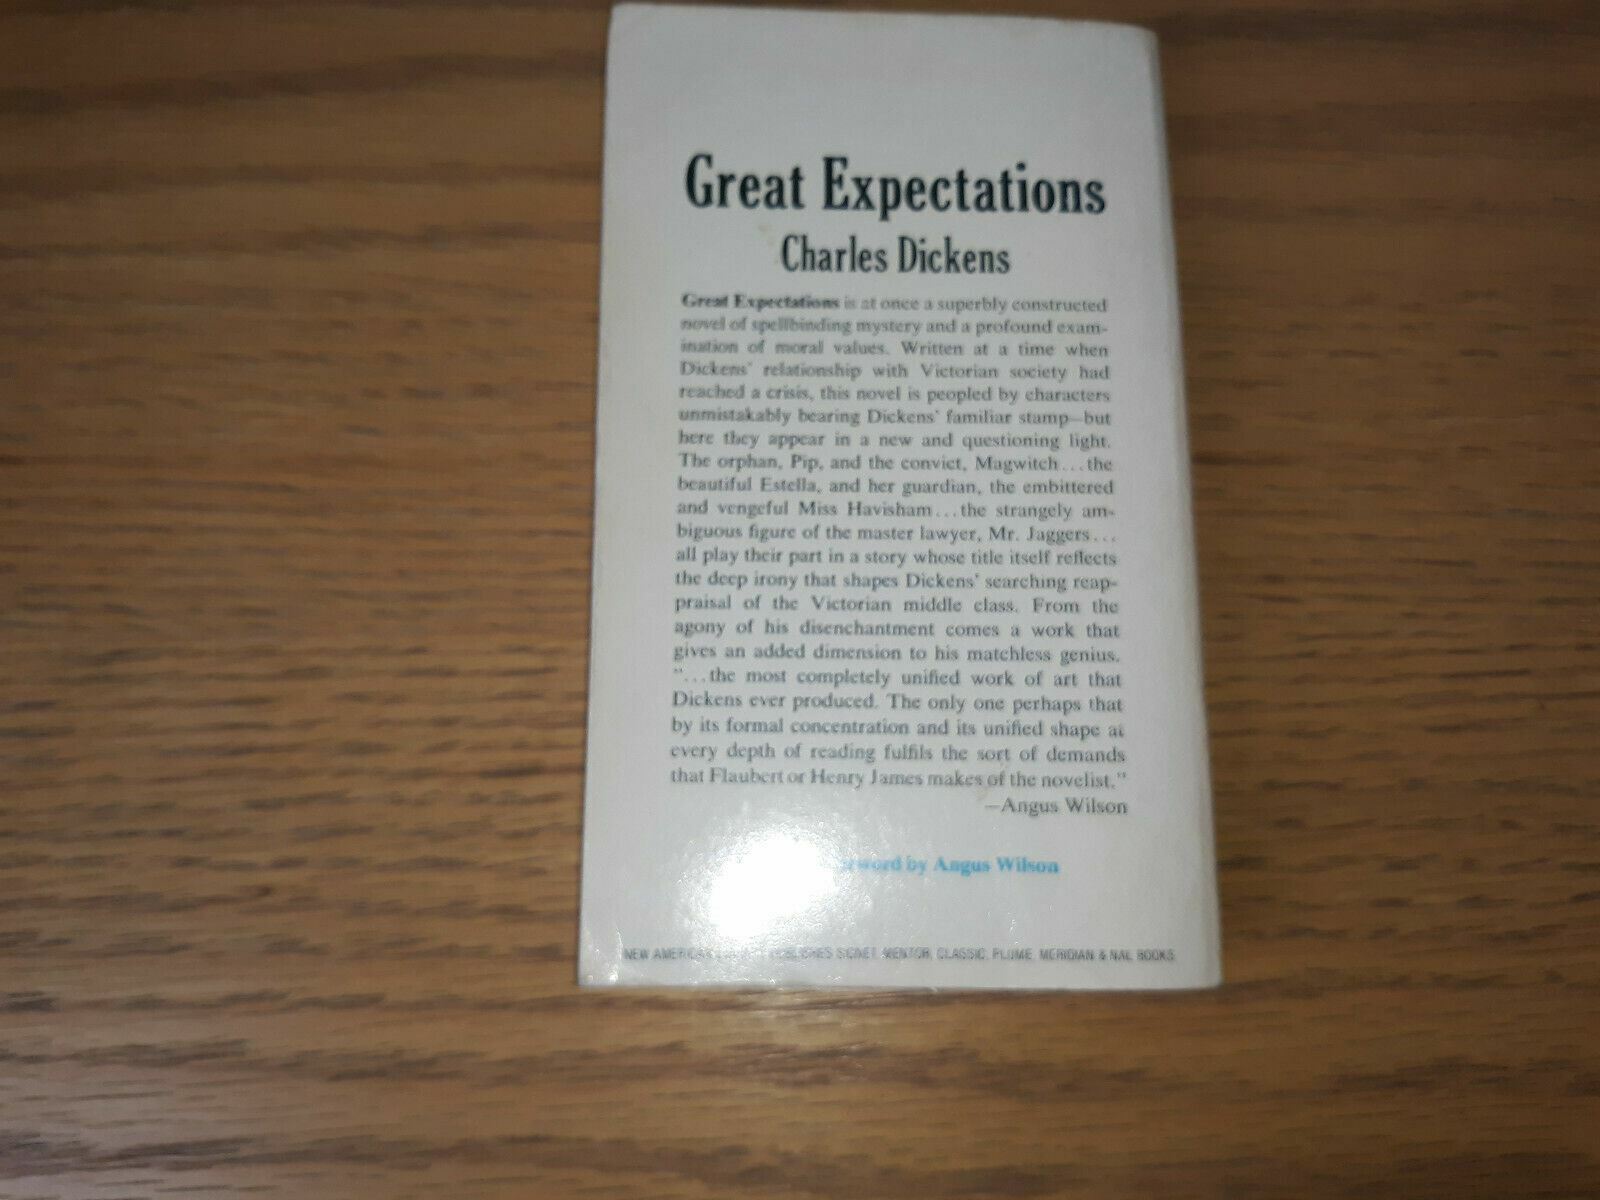 Great Expectations
Charles Dickens
Great Expectations is at once a superbly constructed
novel of spellbinding mystery and a profound exam-
ination of moral values. Written at a time when
Dickens' relationship with Victorian society had
reached a crisis, this novel is peopled by characters
unmistakably bearing Dickens' familiar stamp—but
here they appear in a new and questioning light.
The orphan, Pip, and the convict, Magwitch...the
beautiful Estella, and her guardian, the embittered
and vengeful Miss Havisham...the strangely am-
biguous figure of the master lawyer, Mr. Jaggers...
all play their part in a story whose title itself reflects
the deep irony that shapes Dickens' searching reap-
praisal of the Victorian middle class. From the
agony of his disenchantment comes a work that
gives an added dimension to his matchless genius.
"...the most completely unified work of art that
Dickens ever produced. The only one perhaps that
by its formal concentration and its unified shape at
every depth of reading fulfils the sort of demands
that Flaubert or Henry James makes of the novelist."
—Angus Wilson
by Angus Wilson
NEW PUBLISHES SIGNET, MENTOR, CLASSIC, PLUME, MERIDIAN & NAL BOOKS